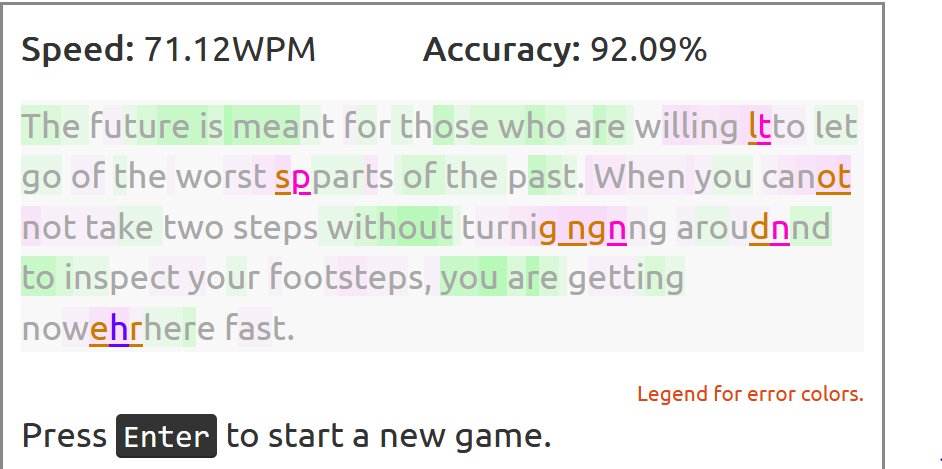 Speed: 71.12WPM Accuracy: 92.09%
The future is meant for those who are willing ltto let
go of the worst spparts of the past. When you canot
not take two steps without turnig ngnng aroudnnd
to inspect your footsteps, you are getting
nowehrhere fast.
Legend for error colors.
Press Enter to start a new game.